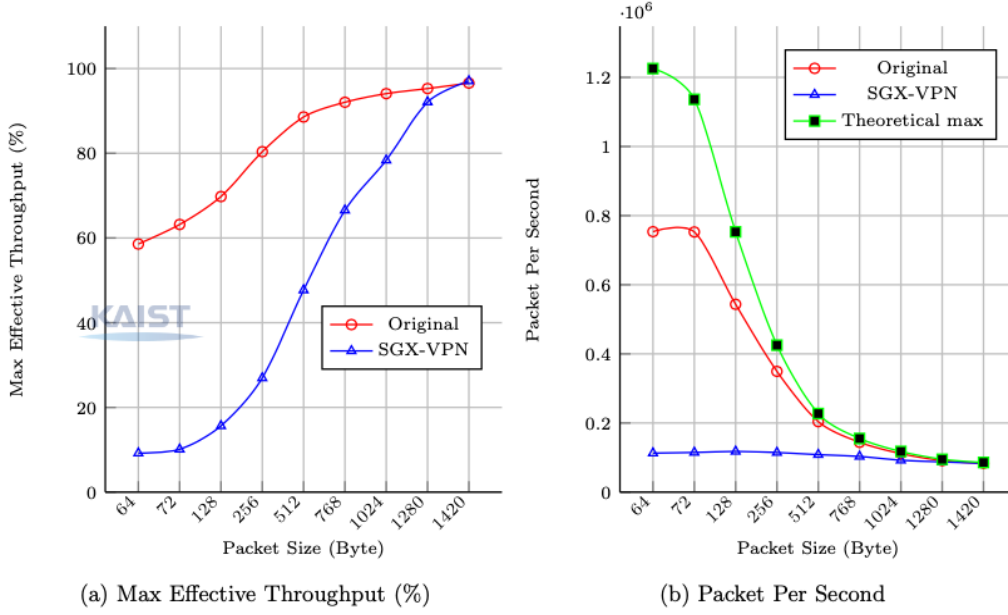 ·10⁶
100
80
60
40
20
0
Max Effective Throughput (%)
KAIST
Original
SGX-VPN
64
72
128
256
512
768
1024
1280
1420
Packet Size (Byte)
(a) Max Effective Throughput (%)
1.2
1
0.8
0.6
0.4
0.2
0
Packet Per Second
Original
SGX-VPN
Theoretical max
64
72
128
256
512
768
1024
1280
1420
Packet Size (Byte)
(b) Packet Per Second